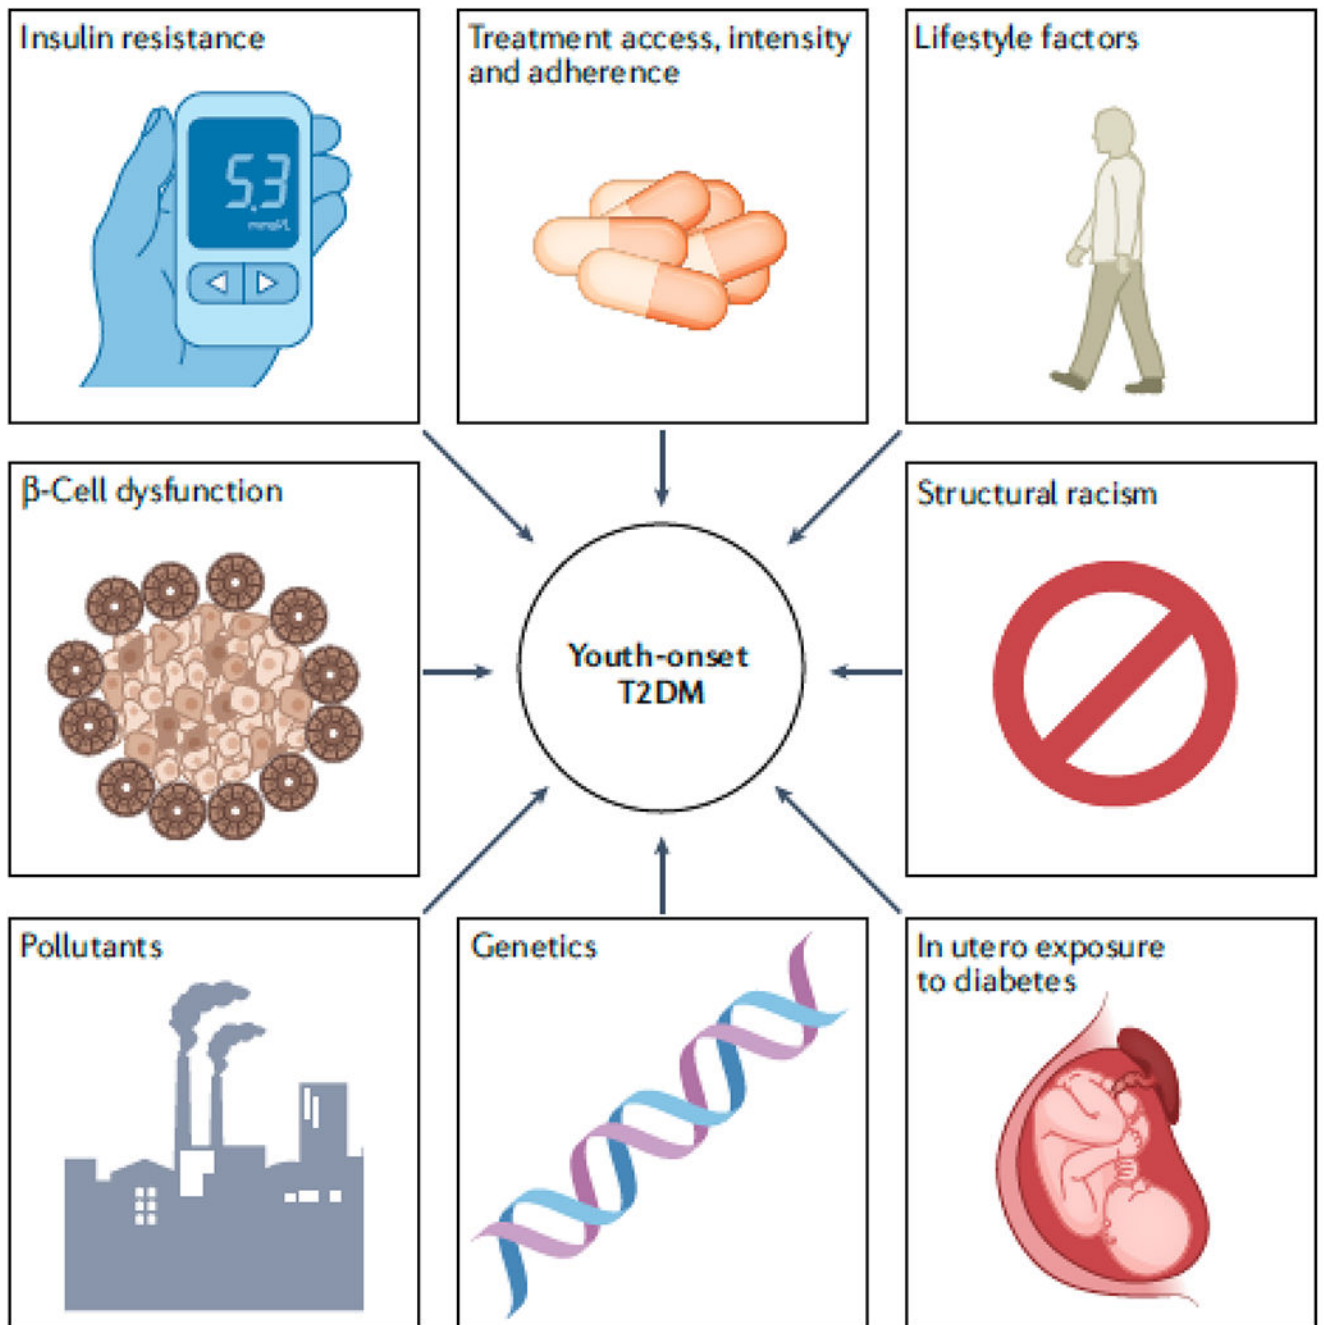 Insulin resistance
Treatment access, intensity
and adherence
Lifestyle factors
5.3
mmol/L
β-Cell dysfunction
Structural racism
Youth-onset
T2DM
Pollutants
Genetics
In utero exposure
to diabetes